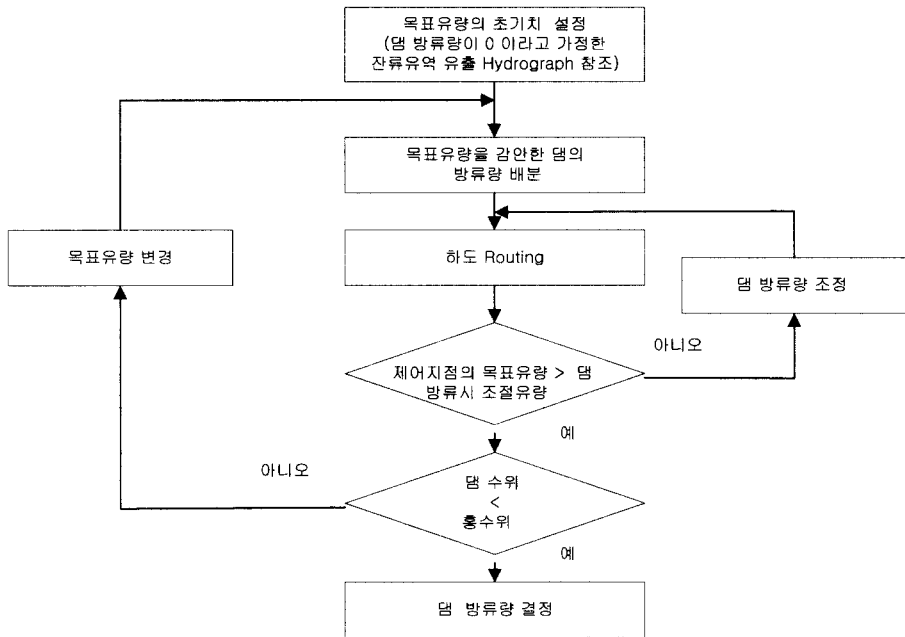 목표유량의 초기치 설정
(댐 방류량이 0 이라고 가정한
잔류유역 유출 Hydrograph 참조)
목표유량을 감안한 댐의
방류량 배분
목표유량 변경
하도 Routing
댐 방류량 조정
아니오
제어지점의 목표유량 > 댐
방류시 조절유량
예
아니오
댐 수위
<
홍수위
예
댐 방류량 결정